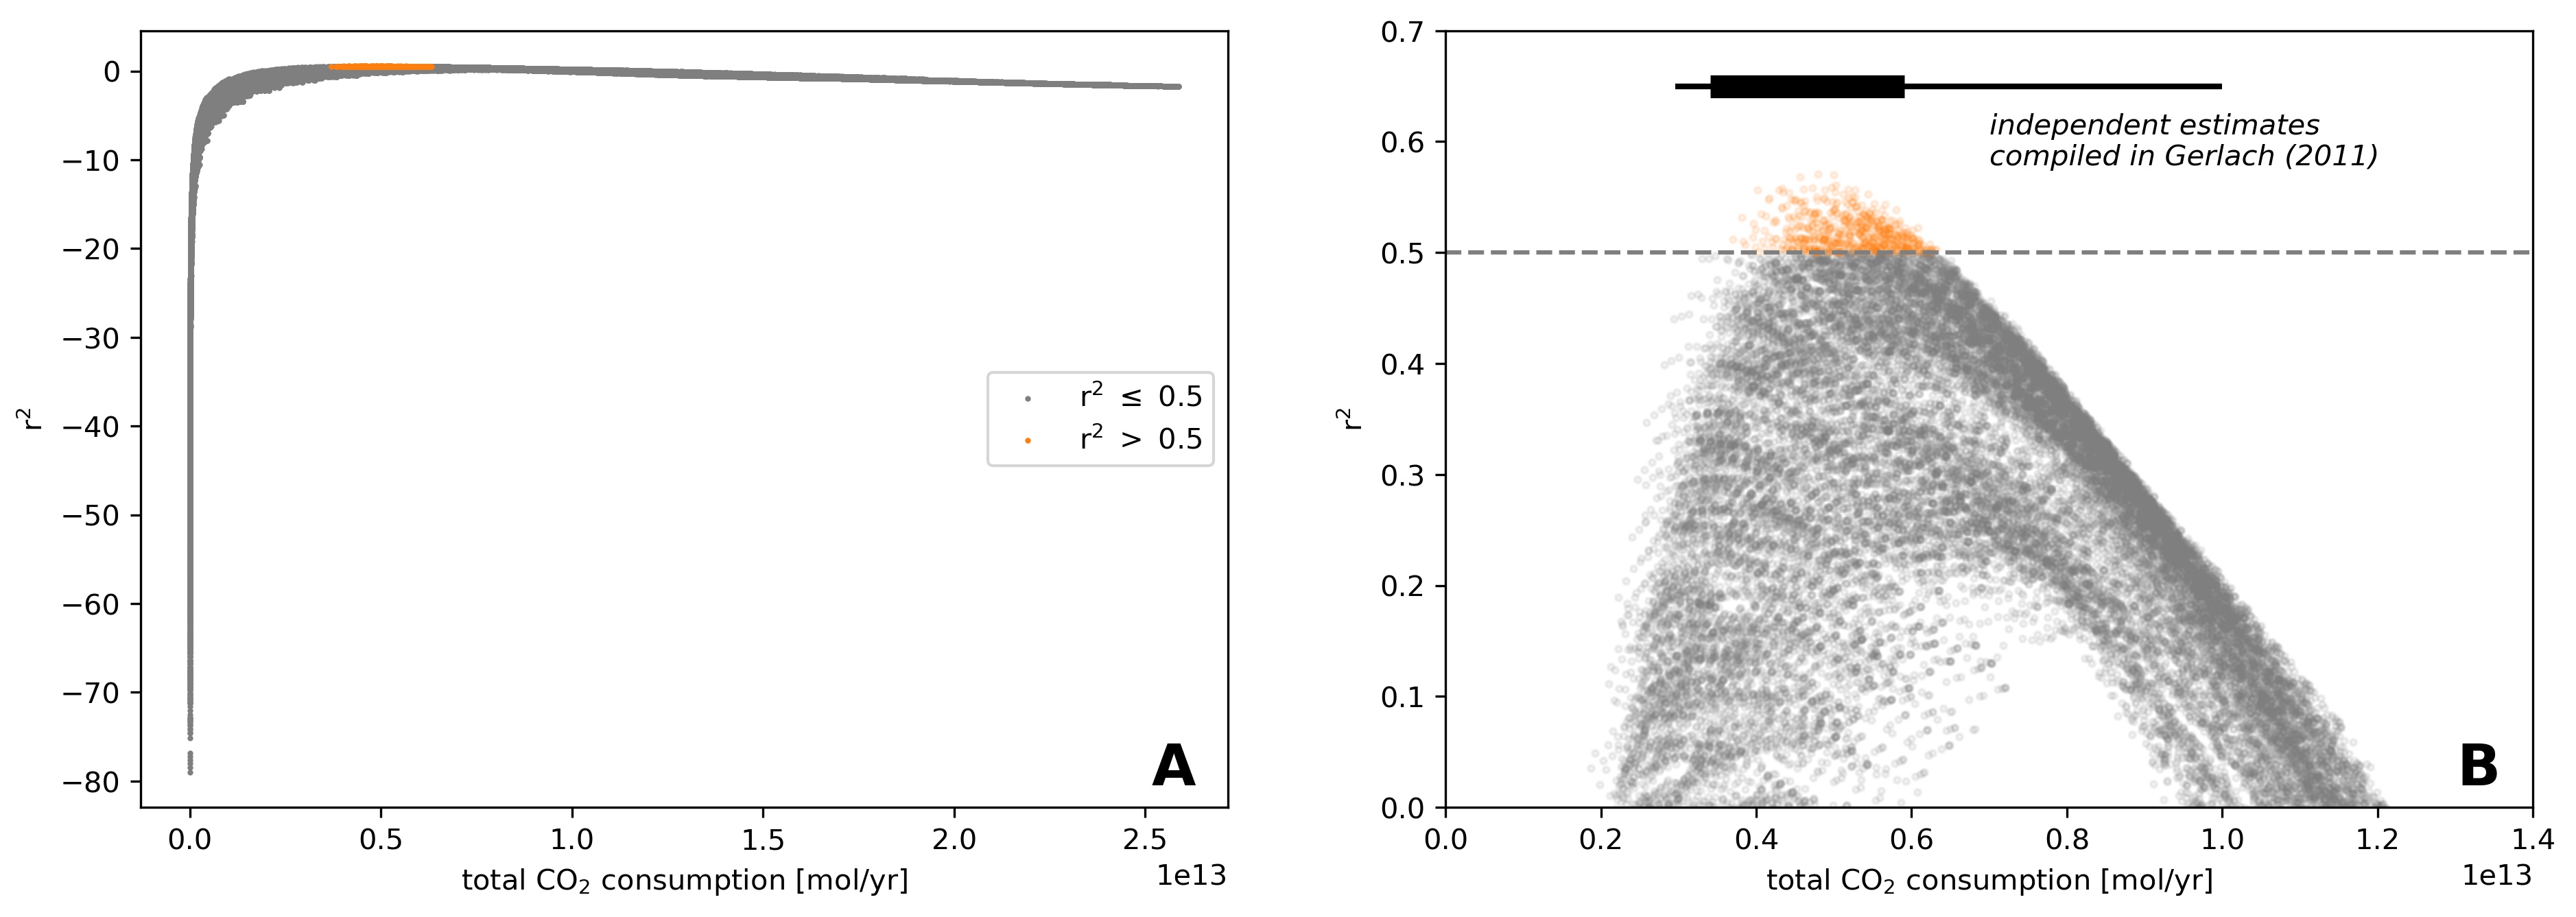 0
−10
−20
−30
−40
−50
−60
−70
−80
r²
0.0 0.5 1.0 1.5 2.0 2.5
1e13
total CO₂ consumption [mol/yr]
r² ≤ 0.5
r² > 0.5
A
0.7
0.6
0.5
0.4
0.3
0.2
0.1
0.0
r²
independent estimates
compiled in Gerlach (2011)
0.0 0.2 0.4 0.6 0.8 1.0 1.2 1.4
1e13
total CO₂ consumption [mol/yr]
B